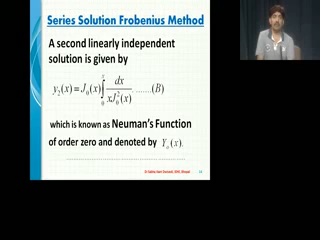 Series Solution Frobenius Method
A second linearly independent
solution is given by
y₂(x) = J₀(x) ∫₀ˣ dx / xJ₀²(x) .......(B)
which is known as Neuman's Function
of order zero and denoted by Y₀(x).